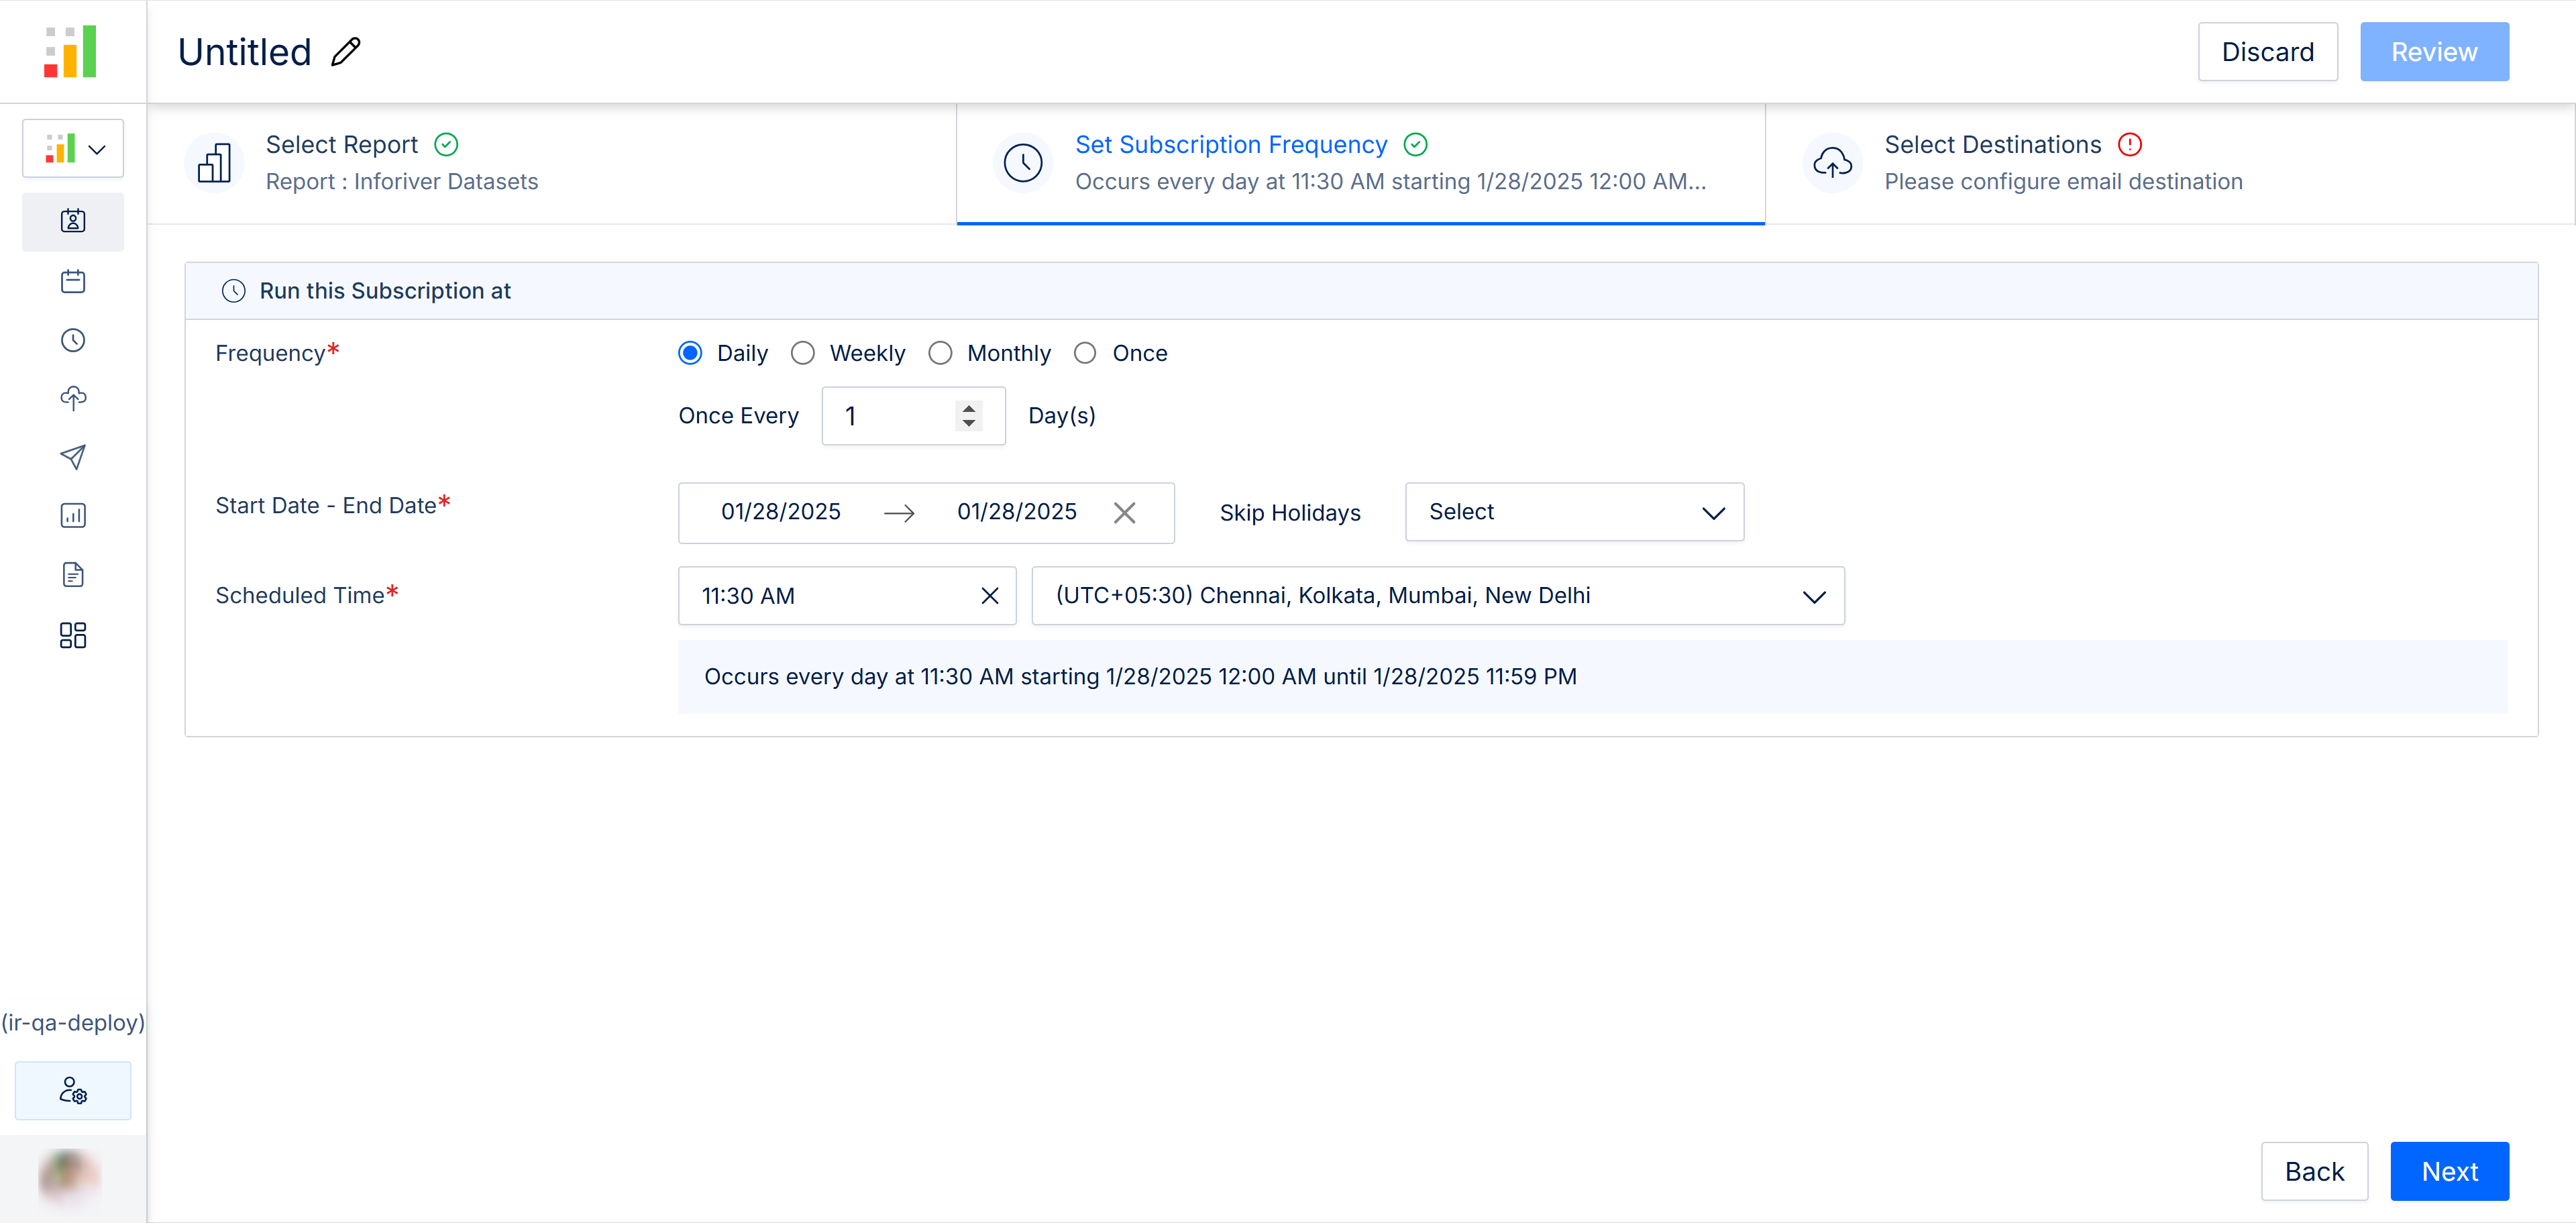 Untitled
Discard
Review
Select Report
Report : Inforiver Datasets
Set Subscription Frequency
Occurs every day at 11:30 AM starting 1/28/2025 12:00 AM...
Select Destinations
Please configure email destination
Run this Subscription at
Frequency*
Daily
Weekly
Monthly
Once
Once Every
1
Day(s)
Start Date - End Date*
01/28/2025
01/28/2025
Skip Holidays
Select
Scheduled Time*
11:30 AM
(UTC+05:30) Chennai, Kolkata, Mumbai, New Delhi
Occurs every day at 11:30 AM starting 1/28/2025 12:00 AM until 1/28/2025 11:59 PM
(ir-qa-deploy)
Back
Next